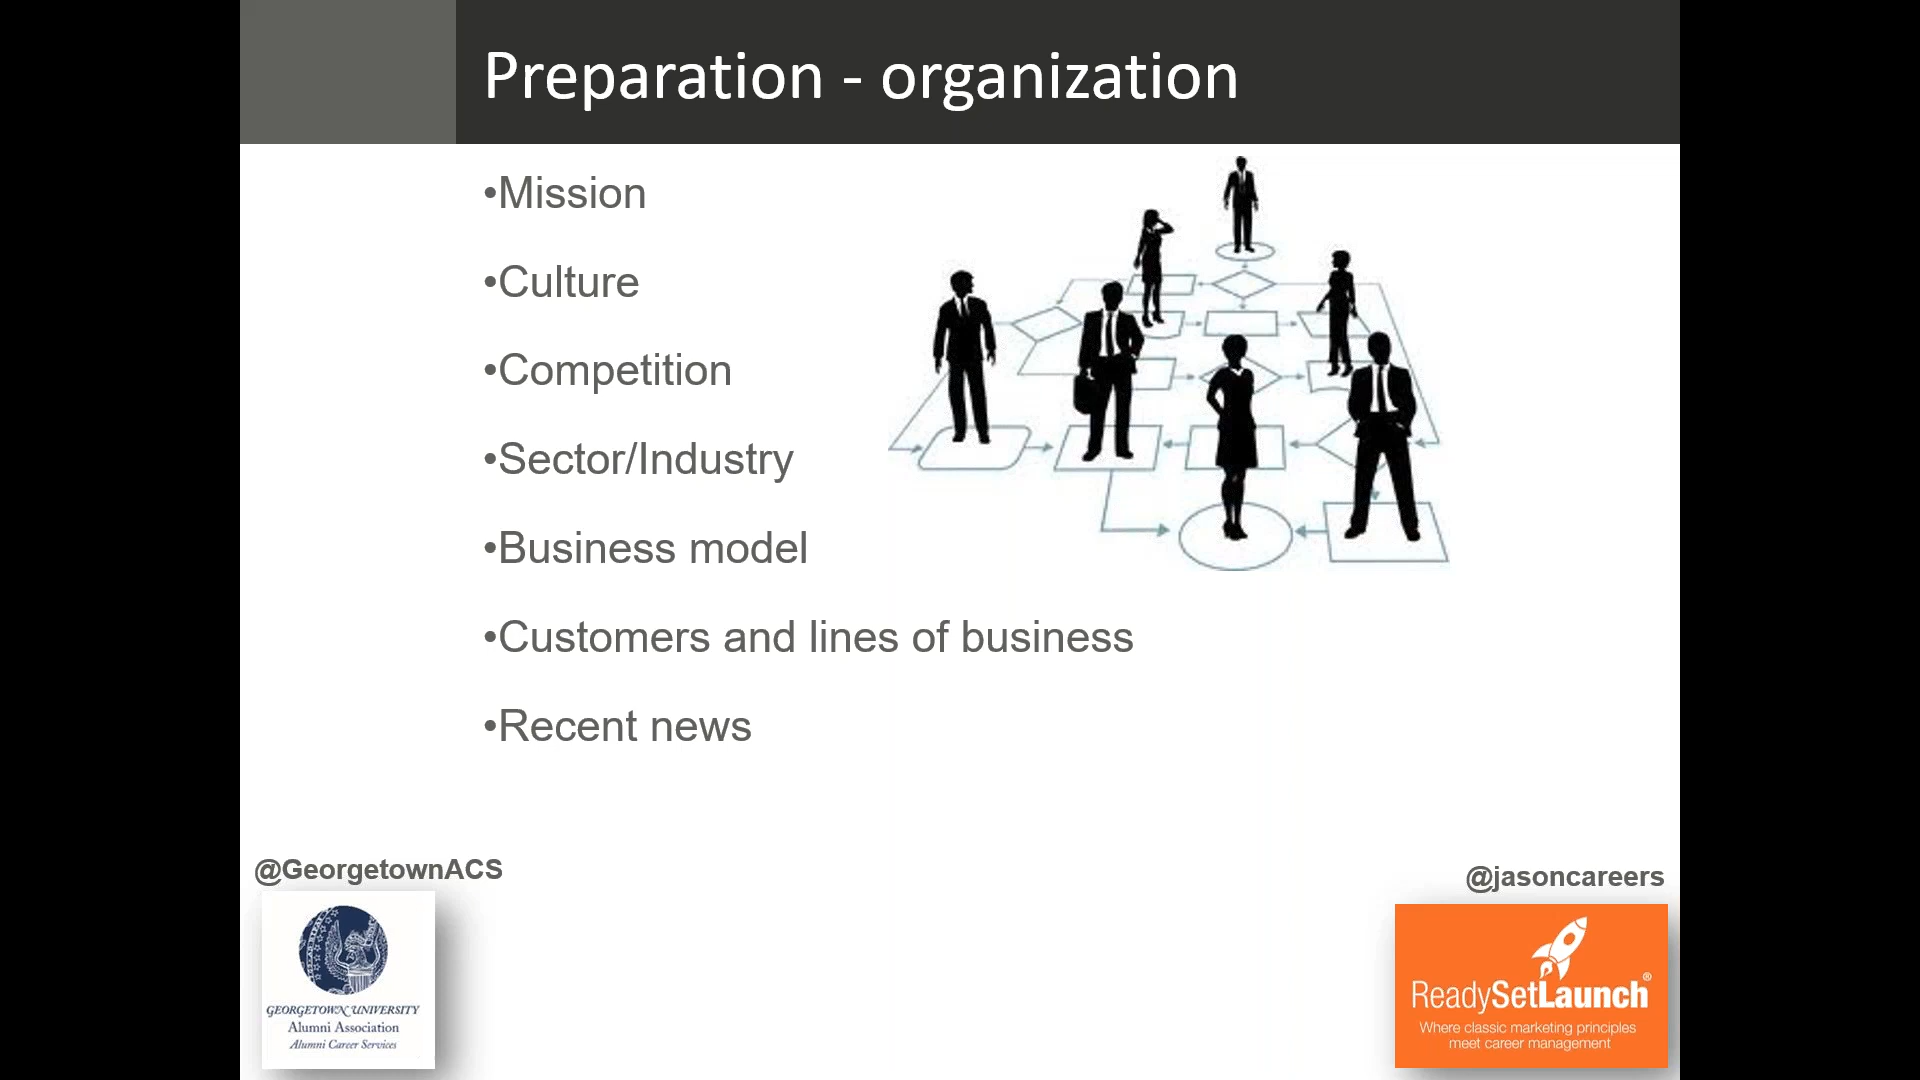 Preparation - organization
•Mission
•Culture
•Competition
•Sector/Industry
•Business model
•Customers and lines of business
•Recent news
@GeorgetownACS
GEORGETOWN UNIVERSITY
Alumni Association
Alumni Career Services
@jasoncareers
ReadySetLaunch®
Where classic marketing principles
meet career management